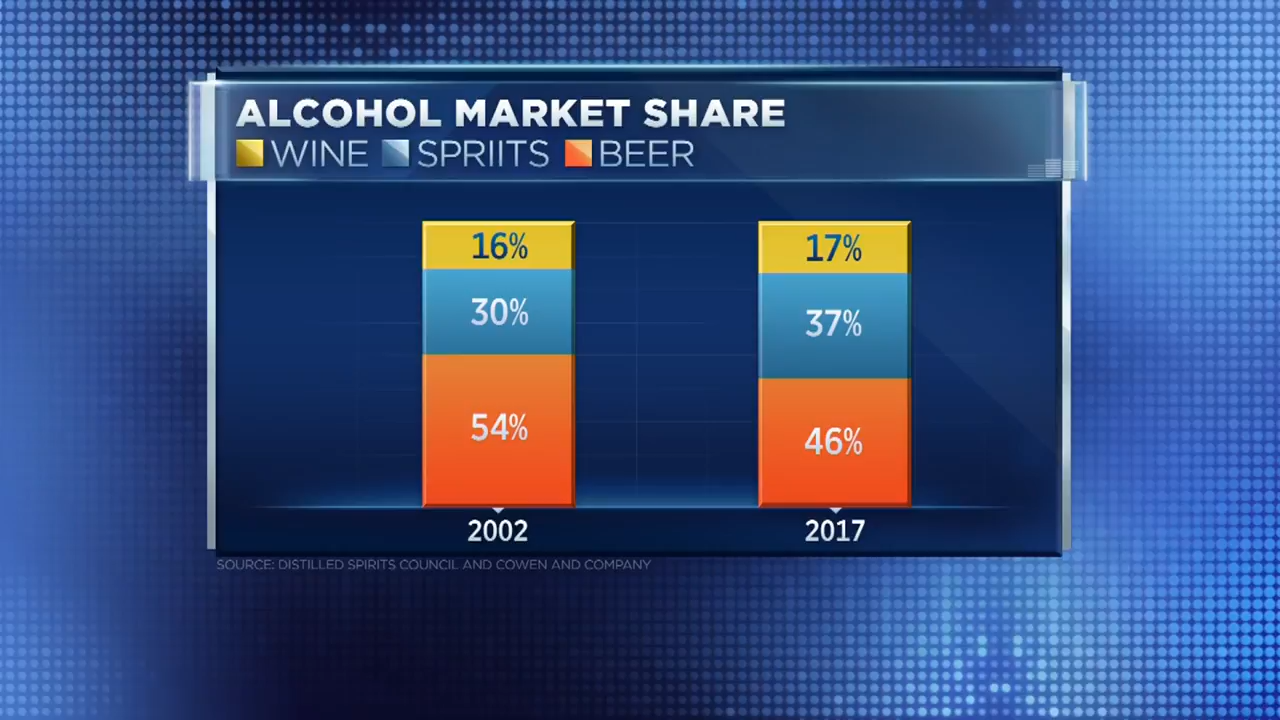 ALCOHOL MARKET SHARE
WINE SPRIITS BEER
16% 17%
30% 37%
54% 46%
2002 2017
SOURCE: DISTILLED SPIRITS COUNCIL AND COWEN AND COMPANY